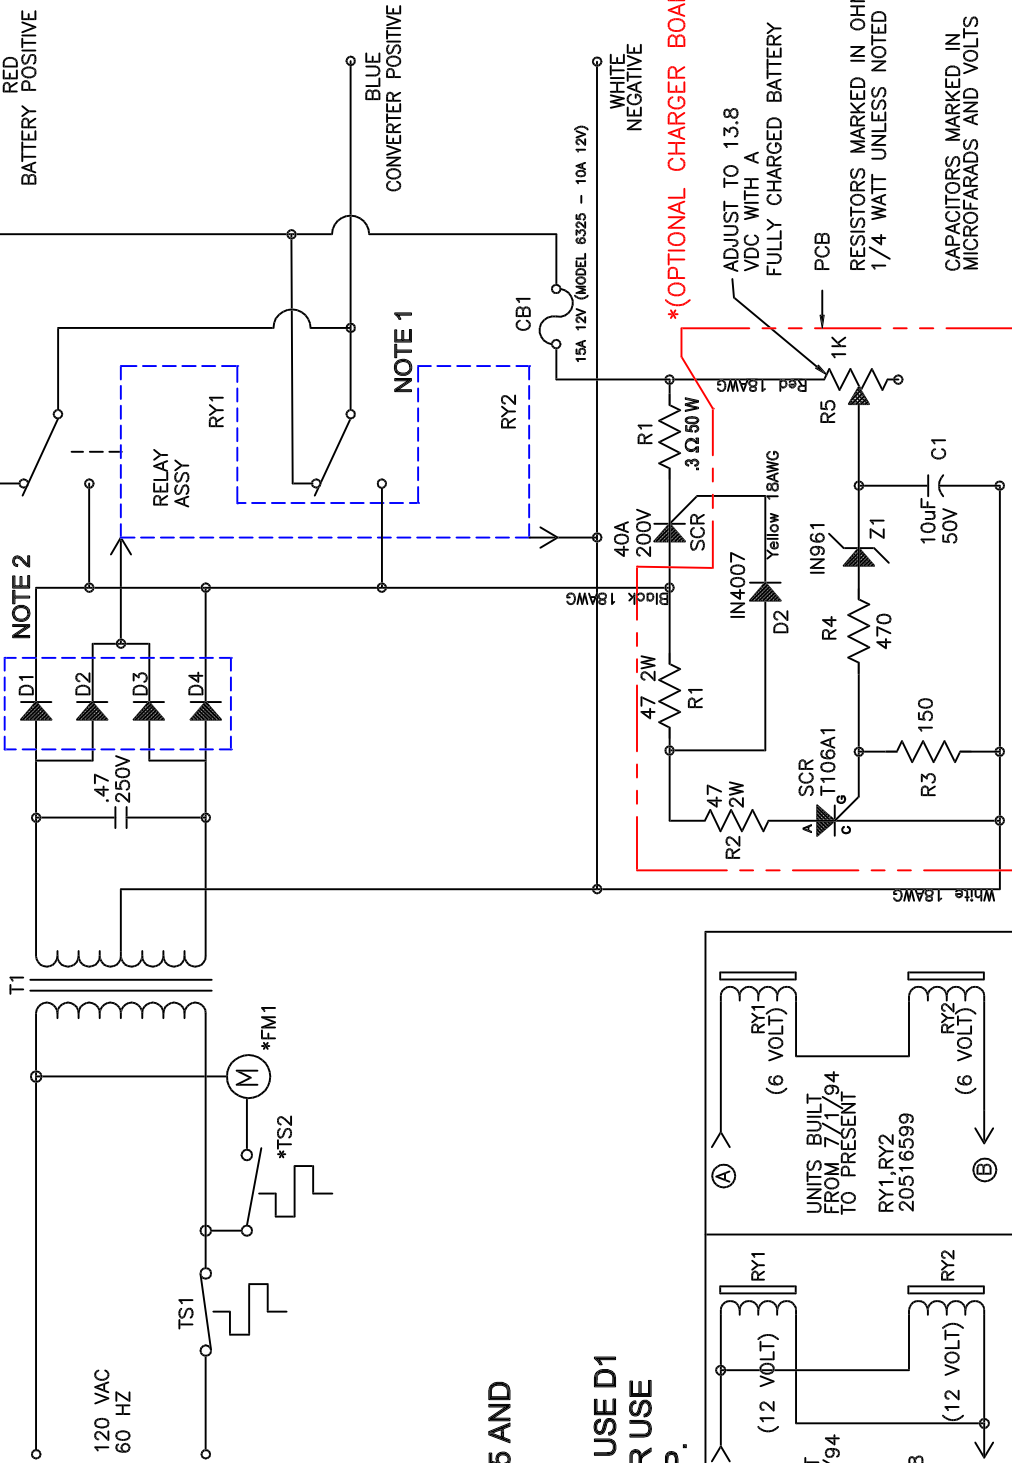 RED
BATTERY POSITIVE
BLUE
CONVERTER POSITIVE
WHITE
NEGATIVE
*(OPTIONAL CHARGER BOAR
ADJUST TO 13.8
VDC WITH A
FULLY CHARGED BATTERY
PCB
RESISTORS MARKED IN OH
1/4 WATT UNLESS NOTED
CAPACITORS MARKED IN
MICROFARADS AND VOLTS
CB1
15A 12V (MODEL 6325 - 10A 12V)
NOTE 1
RY1
RY2
RELAY
ASSY
NOTE 2
D1
D2
D3
D4
.47
250V
T1
*FM1
M
*TS2
TS1
120 VAC
60 HZ
R1
.3 Ω 50 W
Red 18AWG
1K
R5
40A
200V
SCR
Yellow 18AWG
IN4007
D2
Black 18AWG
IN961
Z1
10uF
50V
C1
R4
470
47 2W
R1
47
2W
R2
SCR
T106A1
A
G
C
150
R3
White 18AWG
RY1
(6 VOLT)
RY2
(6 VOLT)
UNITS BUILT
FROM 7/1/94
TO PRESENT
RY1,RY2
20516599
A
B
RY1
(12 VOLT)
RY2
(12 VOLT)
5 AND
USE D1
R USE
P.
T
/94
B